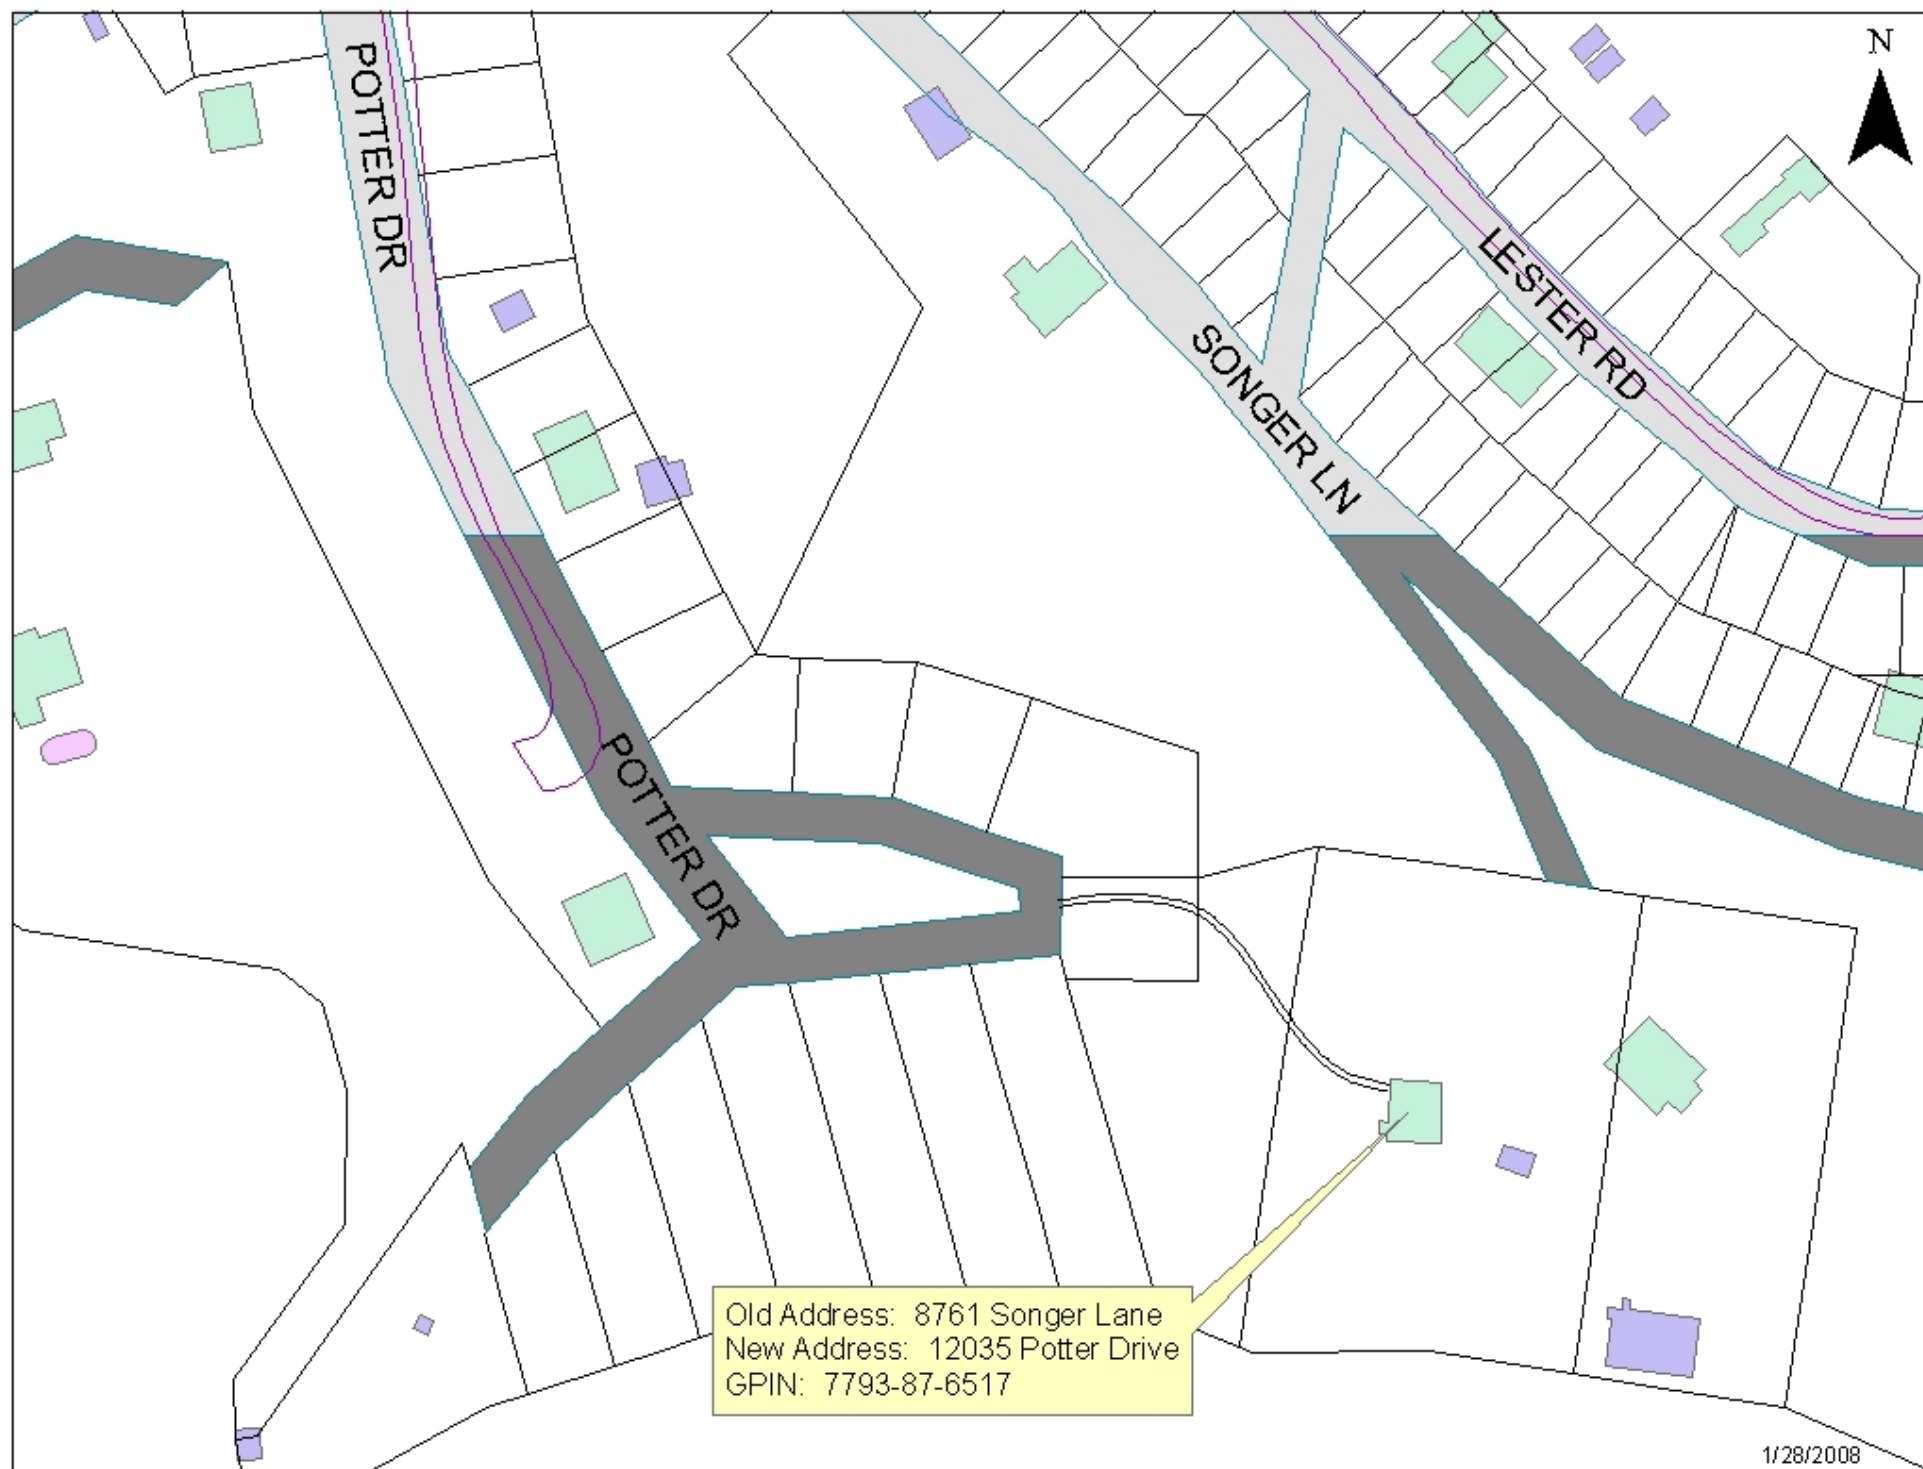 N
POTTER DR
LESTER RD
SONGER LN
POTTER DR
Old Address: 8761 Songer Lane
New Address: 12035 Potter Drive
GPIN: 7793-87-6517
1/28/2008